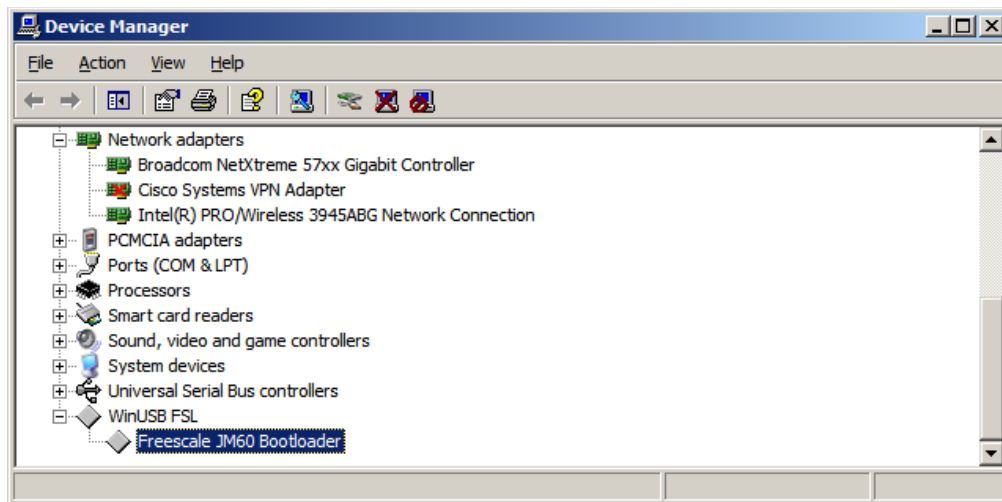 Device Manager
File Action View Help
Network adapters
Broadcom NetXtreme 57xx Gigabit Controller
Cisco Systems VPN Adapter
Intel(R) PRO/Wireless 3945ABG Network Connection
PCMCIA adapters
Ports (COM & LPT)
Processors
Smart card readers
Sound, video and game controllers
System devices
Universal Serial Bus controllers
WinUSB FSL
Freescale JM60 Bootloader